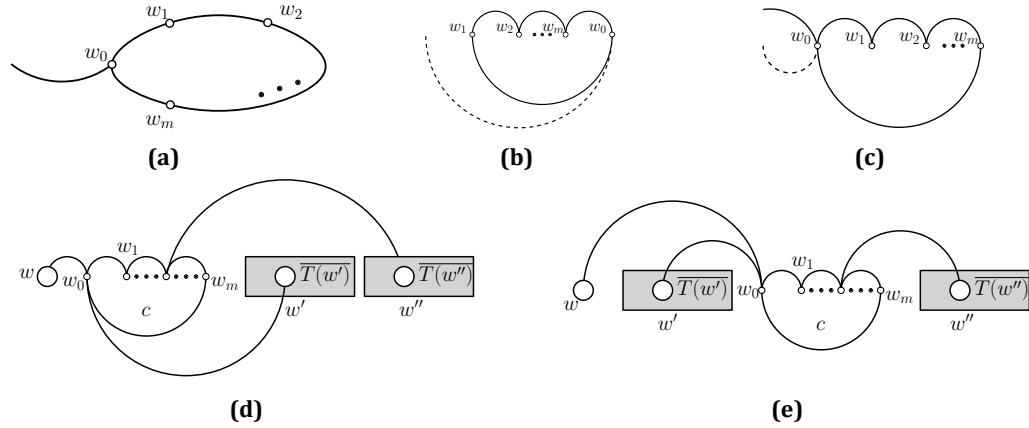 w₁ w₂
w₀
wₘ
(a)
w₁ w₂ wₘ w₀
(b)
w₀ w₁ w₂ wₘ
(c)
w w₀ w₁ wₘ
c
T(w′) T(w′′)
w′ w′′
(d)
w w₀ w₁ wₘ
c
T(w′) T(w′′)
w′ w′′
(e)